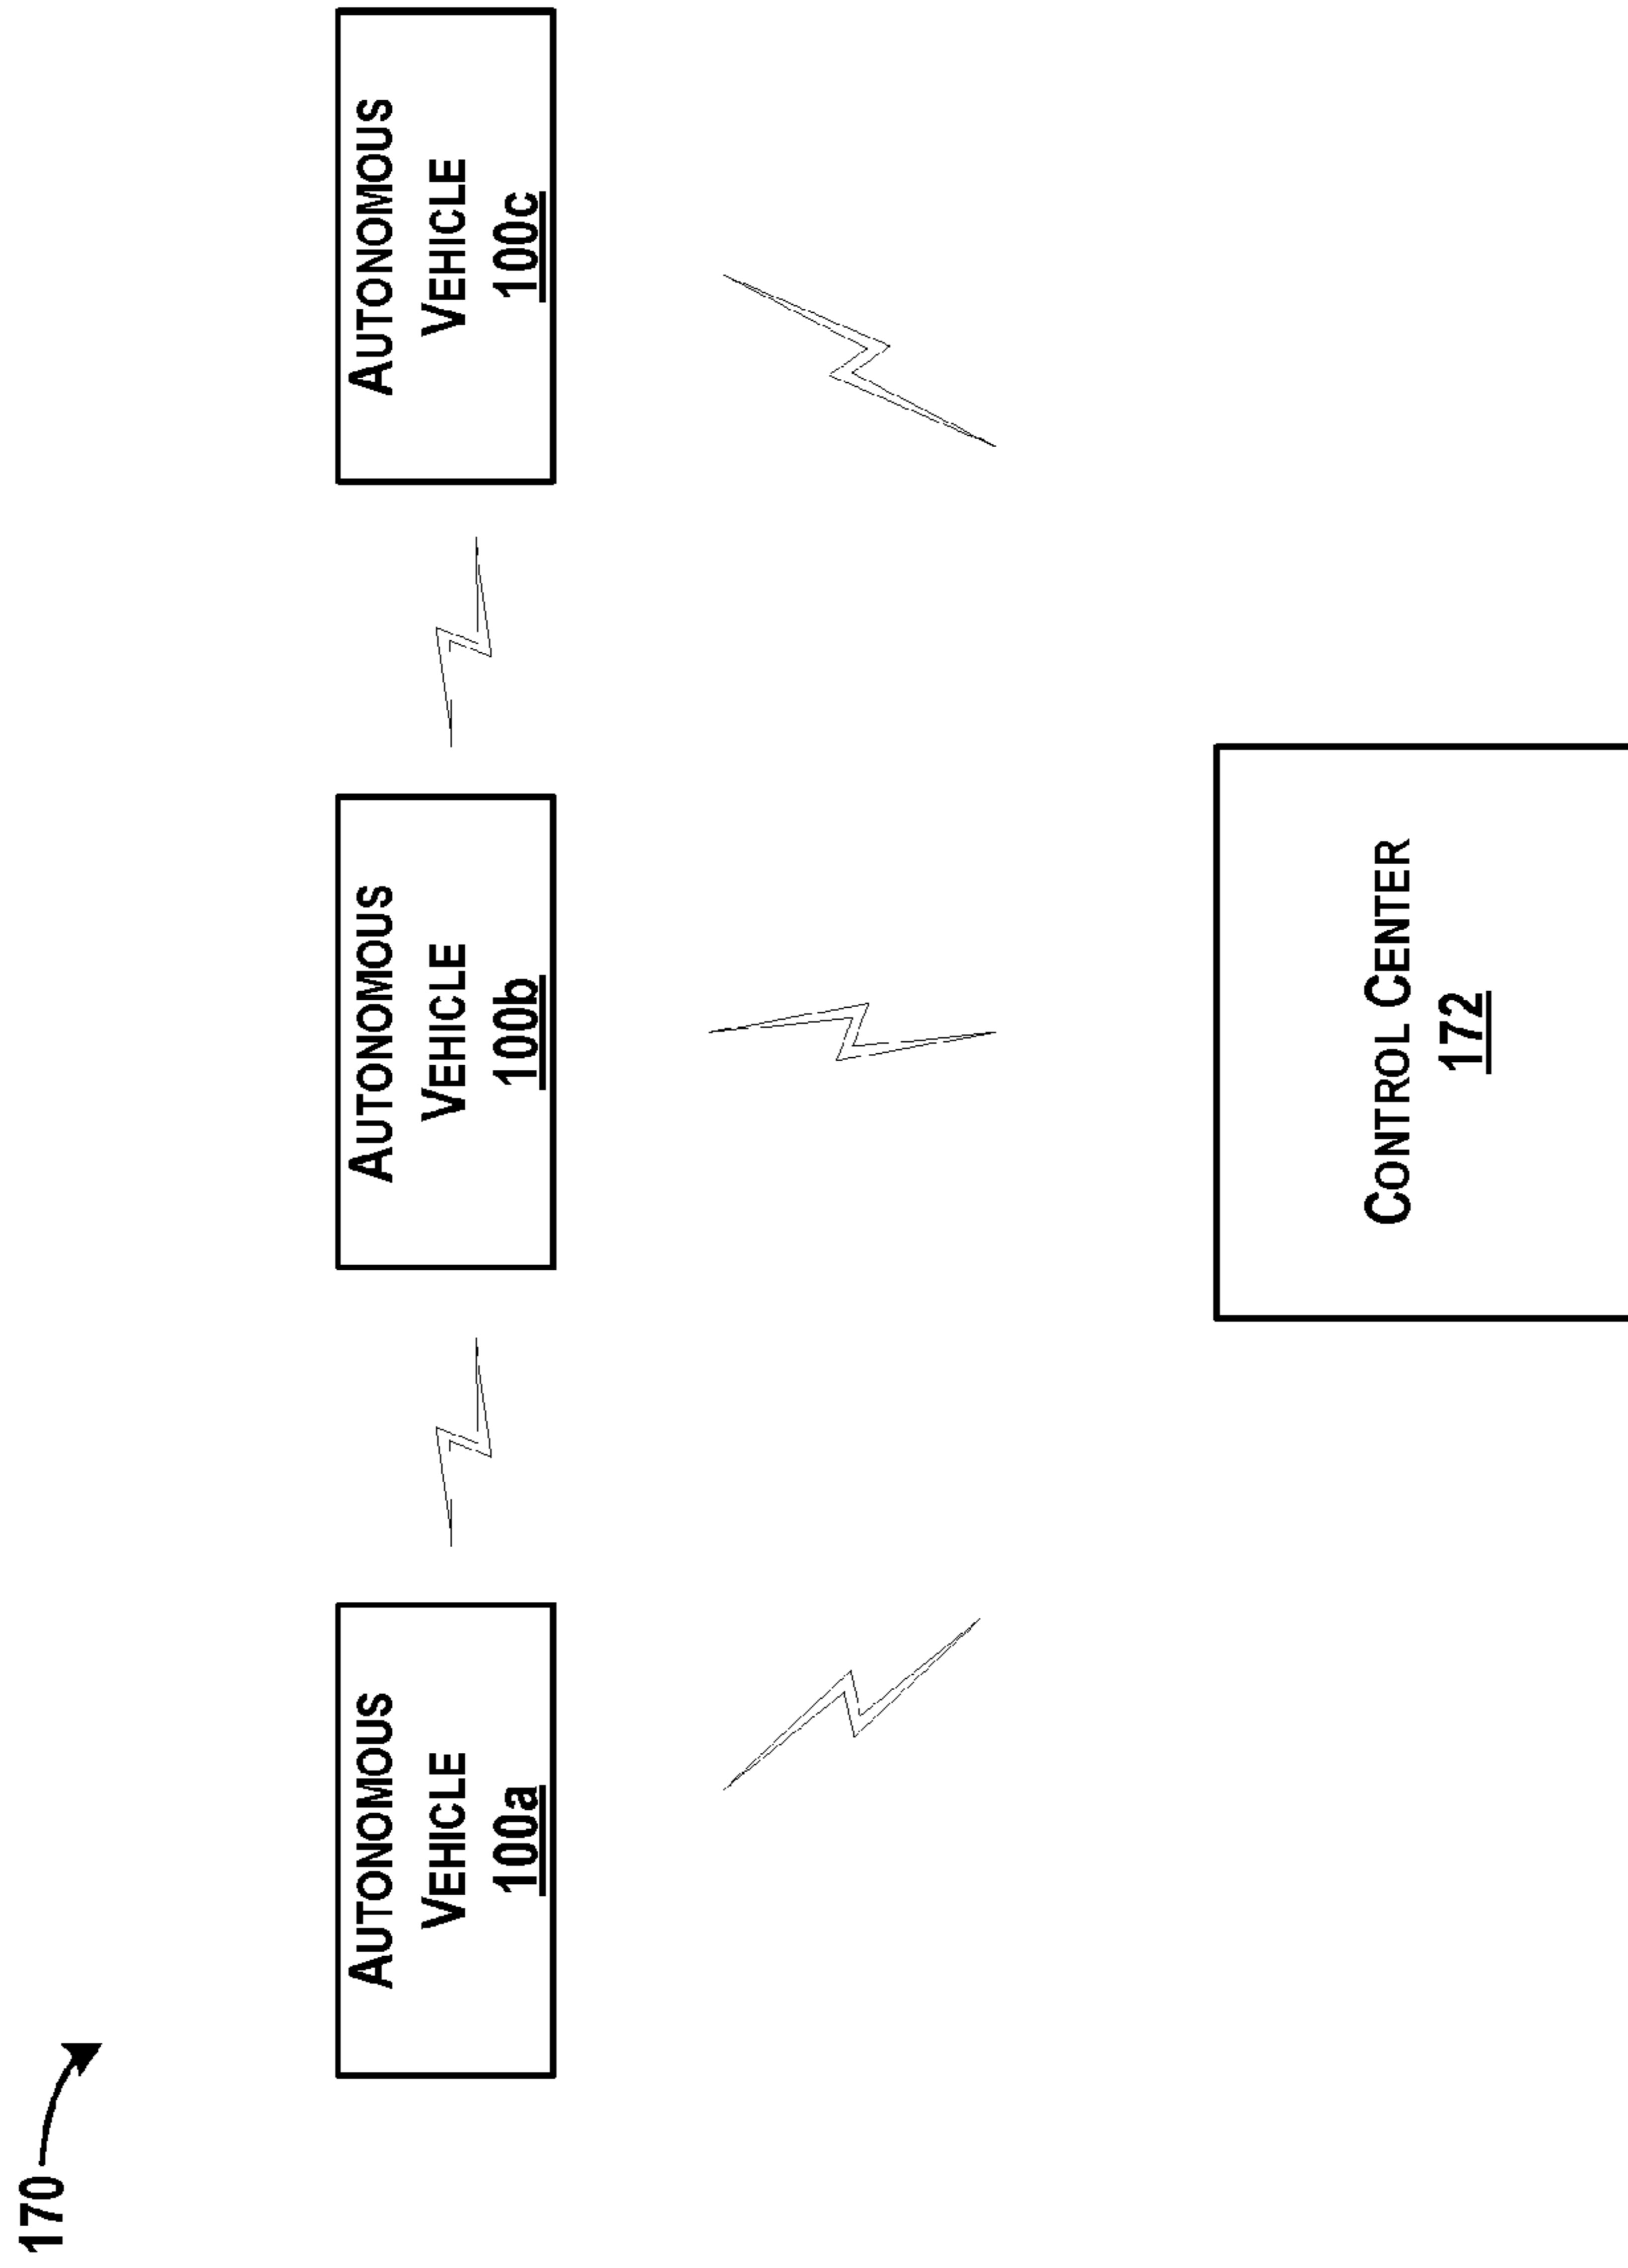 170
AUTONOMOUS
VEHICLE
100a
AUTONOMOUS
VEHICLE
100b
AUTONOMOUS
VEHICLE
100c
CONTROL CENTER
172